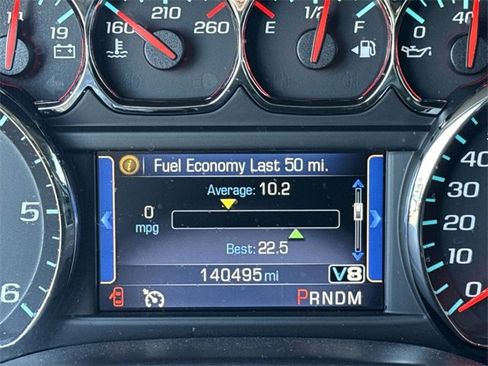 19 160 210 260 E 1/2 F 0 40
Fuel Economy Last 50 mi.
Average: 10.2
0
mpg
Best: 22.5
140495 mi V8
PRNDM
5
6
40
30
20
10
0